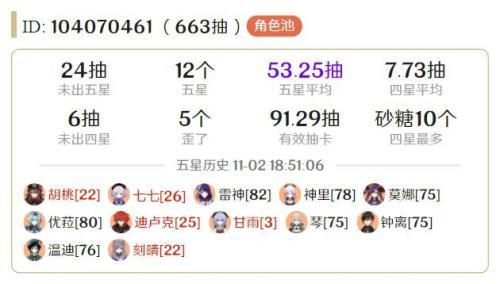 ID: 104070461（663抽）角色池
24抽 12个 53.25抽 7.73抽
未出五星 五星 五星平均 四星平均
6抽 5个 91.29抽 砂糖10个
未出四星 歪了 有效抽卡 四星最多
五星历史 11-02 18:51:06
胡桃[22] 七七[26] 雷神[82] 神里[78] 莫娜[75]
优菈[80] 迪卢克[25] 甘雨[3] 琴[75] 钟离[75]
温迪[76] 刻晴[22]